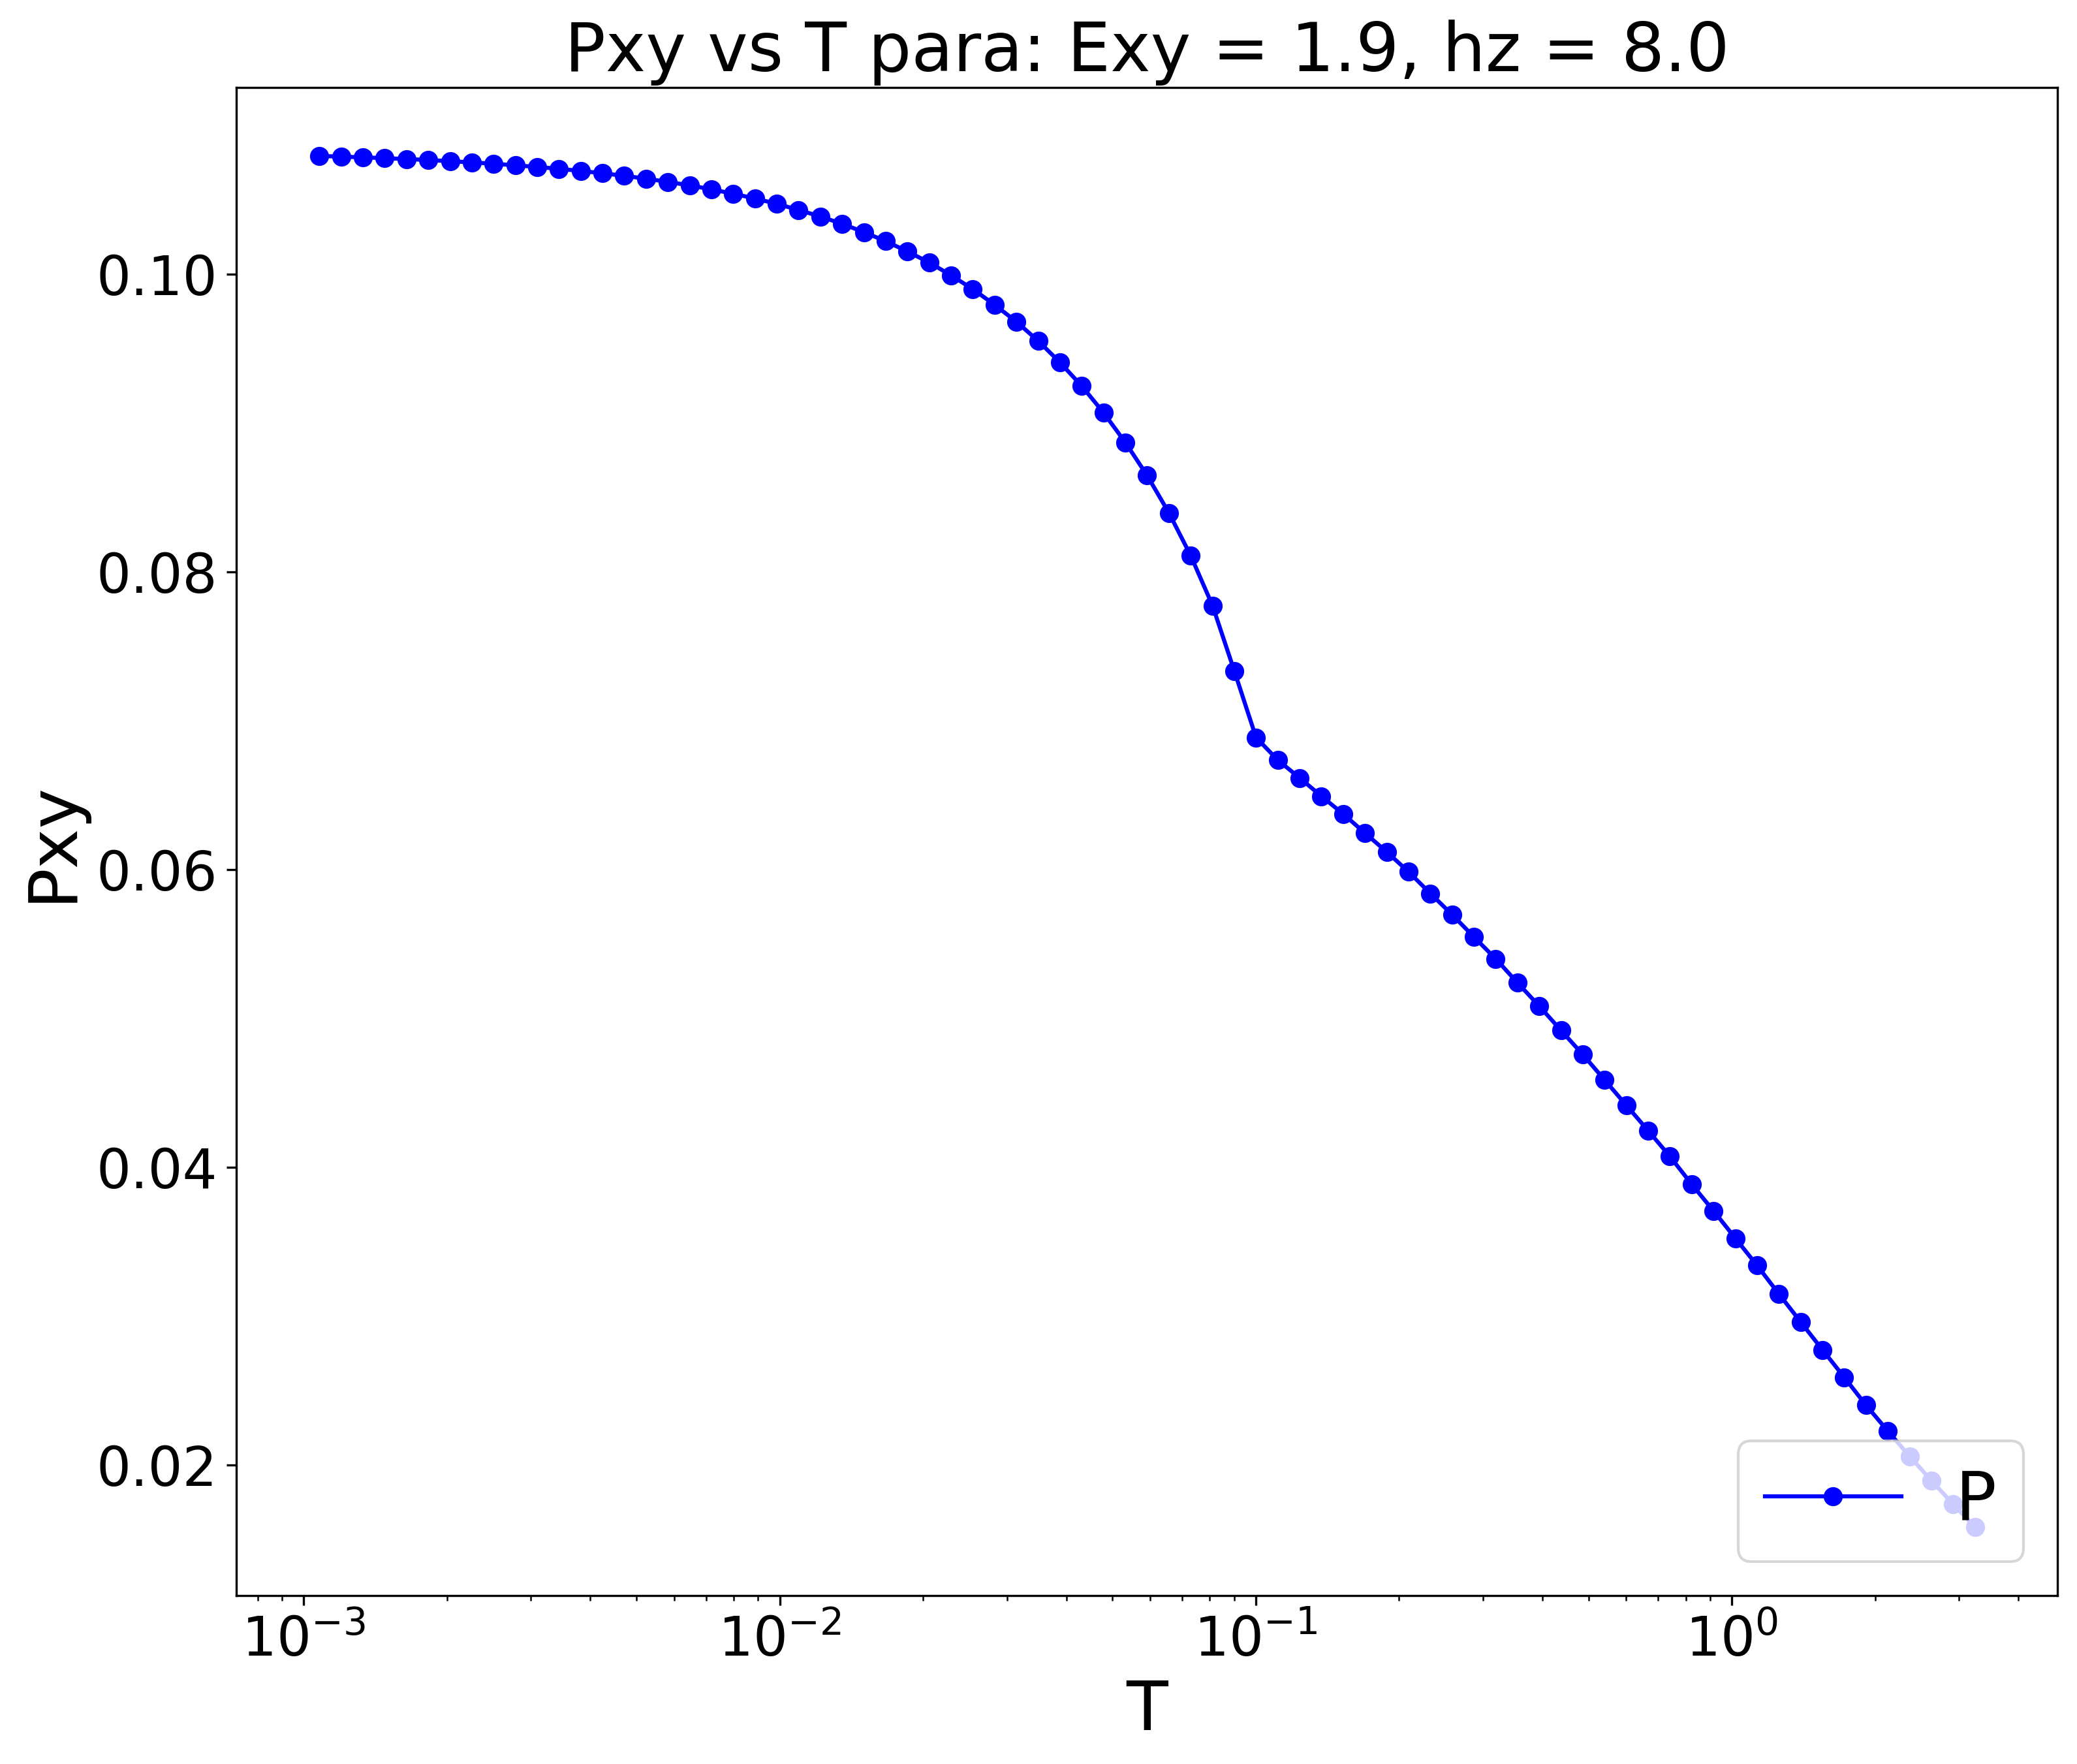 Pxy vs T para: Exy = 1.9, hz = 8.0
Pxy
0.10
0.08
0.06
0.04
0.02
P
10⁻³ 10⁻² 10⁻¹ 10⁰
T